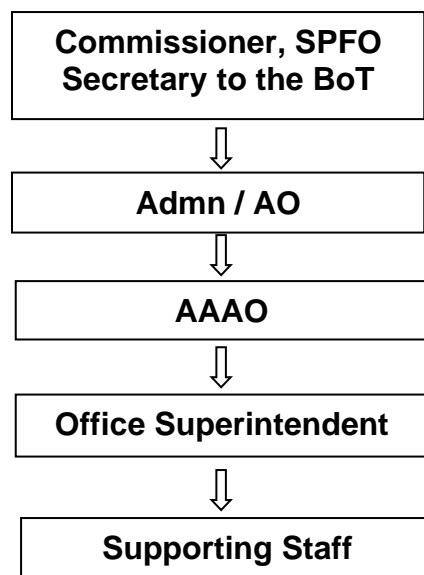 Commissioner, SPFO
Secretary to the BoT
Admn / AO
AAAO
Office Superintendent
Supporting Staff